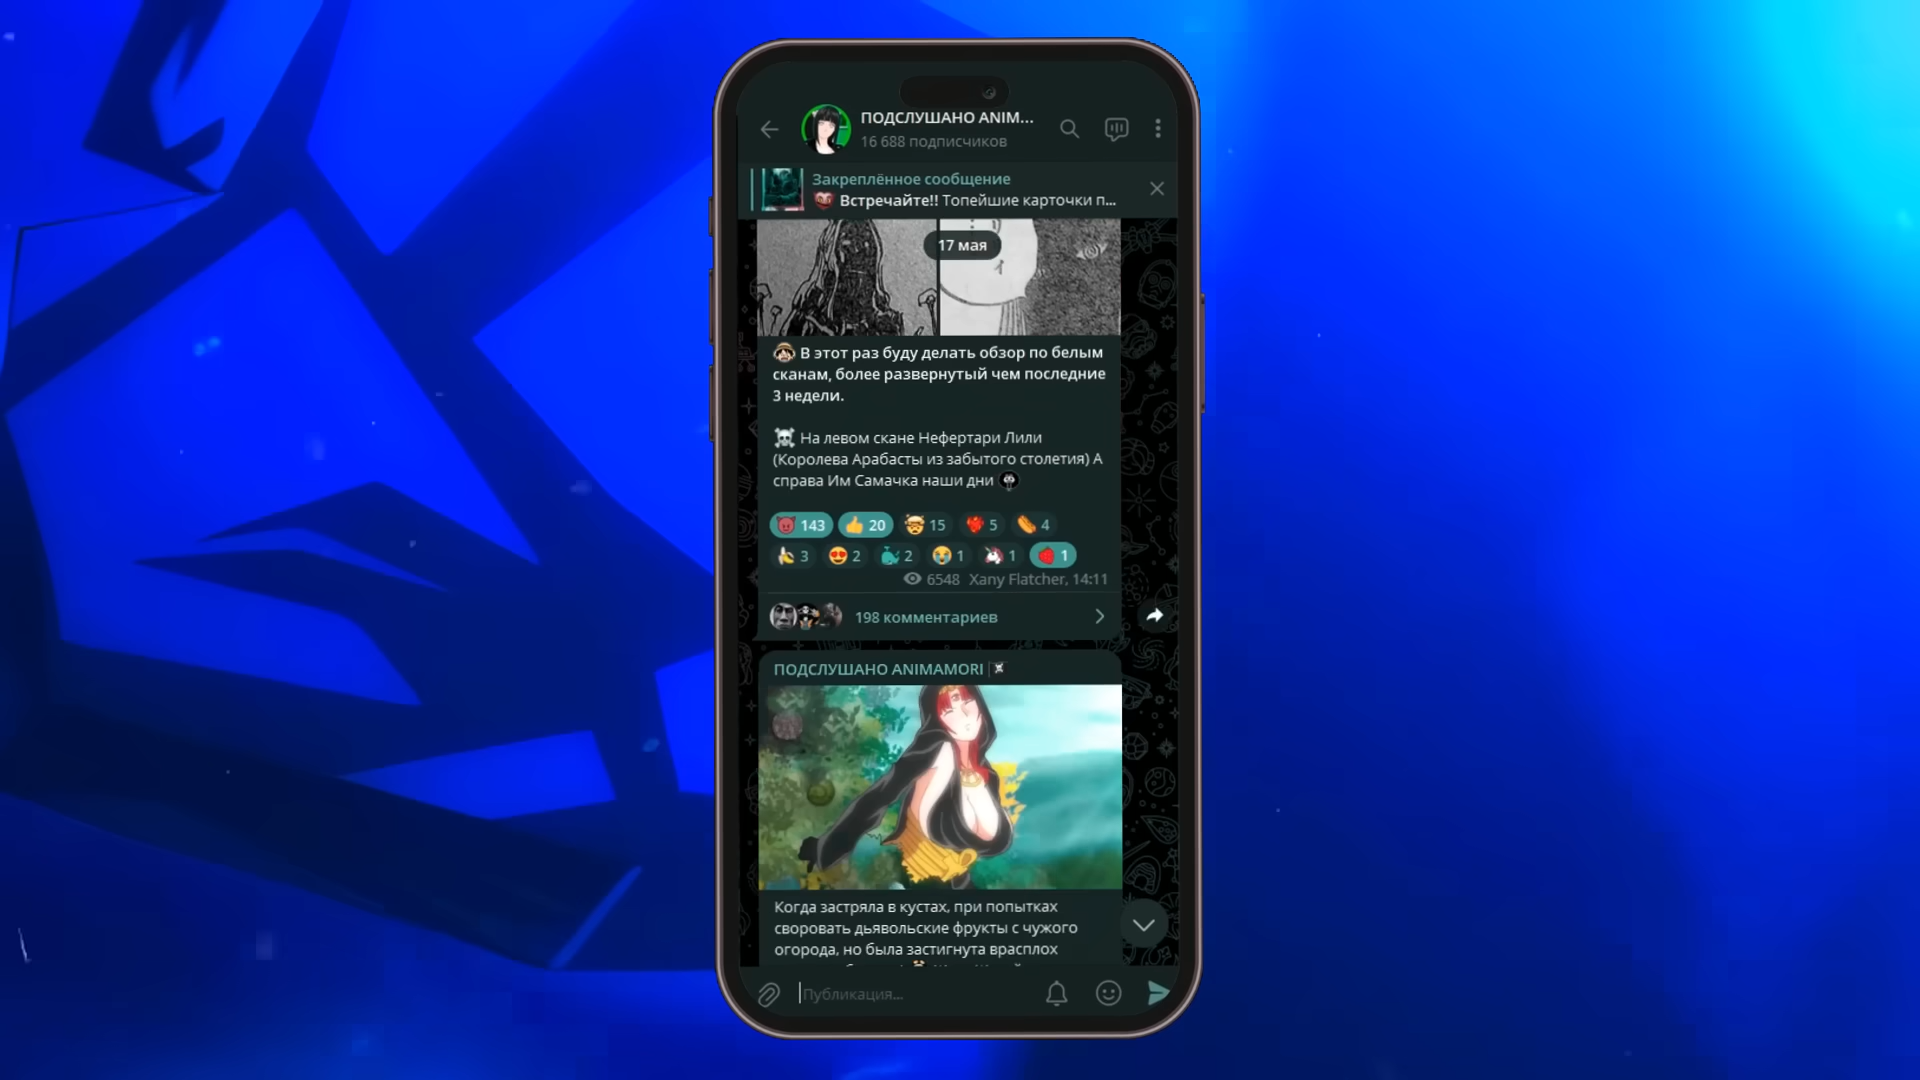 ПОДСЛУШАНО ANIM...
16 688 подписчиков
Закреплённое сообщение
Встречайте!! Топейшие карточки п...
17 мая
В этот раз буду делать обзор по белым
сканам, более развернутый чем последние
3 недели.
На левом скане Нефертари Лили
(Королева Арабасты из забытого столетия) А
справа Им Самачка наши дни
143 20 15 5 4
3 2 2 1 1 1
6548 Xany Flatcher, 14:11
198 комментариев
ПОДСЛУШАНО ANIMAMORI
Когда застряла в кустах, при попытках
своровать дьявольские фрукты с чужого
огорода, но была застигнута врасплох
Публикация...